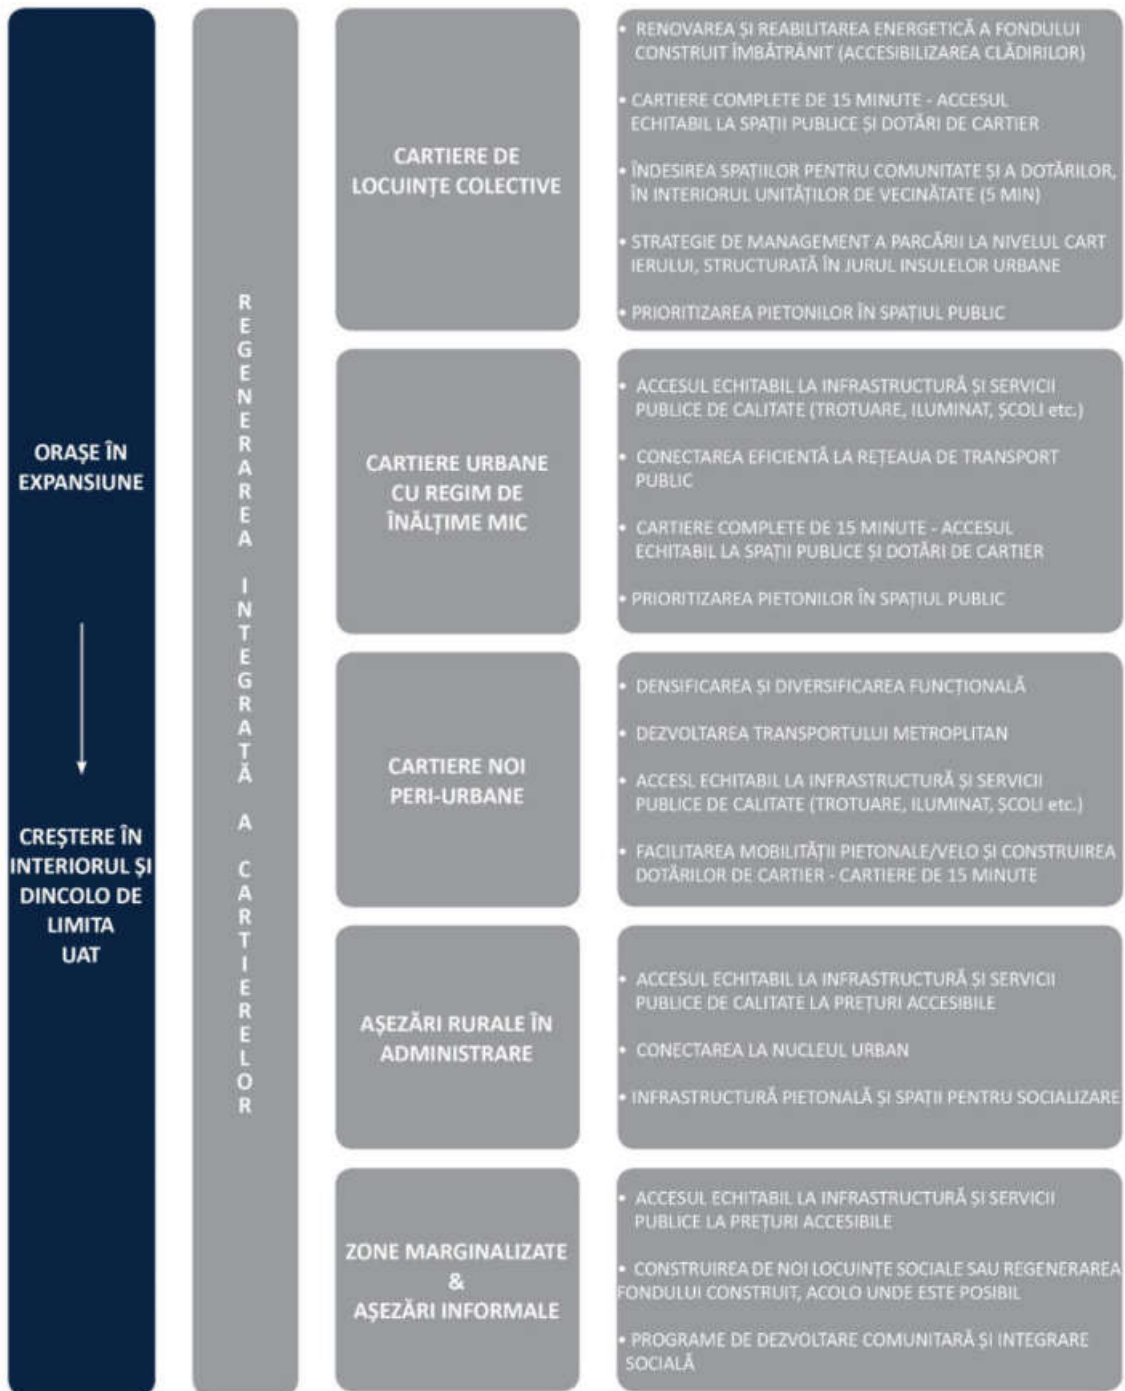 ORAȘE ÎN
EXPANSIUNE
CREȘTERE ÎN
INTERIORUL ȘI
DINCOLO DE
LIMITA
UAT
REGENERAREA INTEGRATĂ A CARTIERELOR
CARTIERE DE
LOCUINȚE COLECTIVE
• RENOVAREA ȘI REABILITAREA ENERGETICĂ A FONDULUI
CONSTRUIT ÎMBĂTRÂNIT (ACCESIBILIZAREA CLĂDIRILOR)
• CARTIERE COMPLETE DE 15 MINUTE - ACCESUL
ECHITABIL LA SPAȚII PUBLICE ȘI DOTĂRI DE CARTIER
• ÎNDESIREA SPAȚIILOR PENTRU COMUNITATE ȘI A DOTĂRILOR,
ÎN INTERIORUL UNITĂȚILOR DE VECINĂTATE (5 MIN)
• STRATEGIE DE MANAGEMENT A PARCĂRII LA NIVELUL CART
IERULUI, STRUCTURATĂ ÎN JURUL INSULELOR URBANE
• PRIORITIZAREA PIETONILOR ÎN SPAȚIUL PUBLIC
CARTIERE URBANE
CU REGIM DE
ÎNĂLȚIME MIC
• ACCESUL ECHITABIL LA INFRASTRUCTURĂ ȘI SERVICII
PUBLICE DE CALITATE (TROTUARE, ILUMINAT, ȘCOLI etc.)
• CONECTAREA EFICIENTĂ LA REȚEAUA DE TRANSPORT
PUBLIC
• CARTIERE COMPLETE DE 15 MINUTE - ACCESUL
ECHITABIL LA SPAȚII PUBLICE ȘI DOTĂRI DE CARTIER
• PRIORITIZAREA PIETONILOR ÎN SPAȚIUL PUBLIC
CARTIERE NOI
PERI-URBANE
• DENSIFICAREA ȘI DIVERSIFICAREA FUNCȚIONALĂ
• DEZVOLTAREA TRANSPORTULUI METROPLITAN
• ACCESL ECHITABIL LA INFRASTRUCTURĂ ȘI SERVICII
PUBLICE DE CALITATE (TROTUARE, ILUMINAT, ȘCOLI etc.)
• FACILITAREA MOBILITĂȚII PIETONALE/VELO ȘI CONSTRUIREA
DOTĂRILOR DE CARTIER - CARTIERE DE 15 MINUTE
AȘEZĂRI RURALE ÎN
ADMINISTRARE
• ACCESUL ECHITABIL LA INFRASTRUCTURĂ ȘI SERVICII
PUBLICE DE CALITATE LA PREȚURI ACCESIBILE
• CONECTAREA LA NUCLEUL URBAN
• INFRASTRUCTURĂ PIETONALĂ ȘI SPAȚII PENTRU SOCIALIZARE
ZONE MARGINALIZATE
&
AȘEZĂRI INFORMALE
• ACCESUL ECHITABIL LA INFRASTRUCTURĂ ȘI SERVICII
PUBLICE LA PREȚURI ACCESIBILE
• CONSTRUIREA DE NOI LOCUINȚE SOCIALE SAU REGENERAREA
FONDULUI CONSTRUIT, ACOLO UNDE ESTE POSIBIL
• PROGRAME DE DEZVOLTARE COMUNITARĂ ȘI INTEGRARE
SOCIALĂ